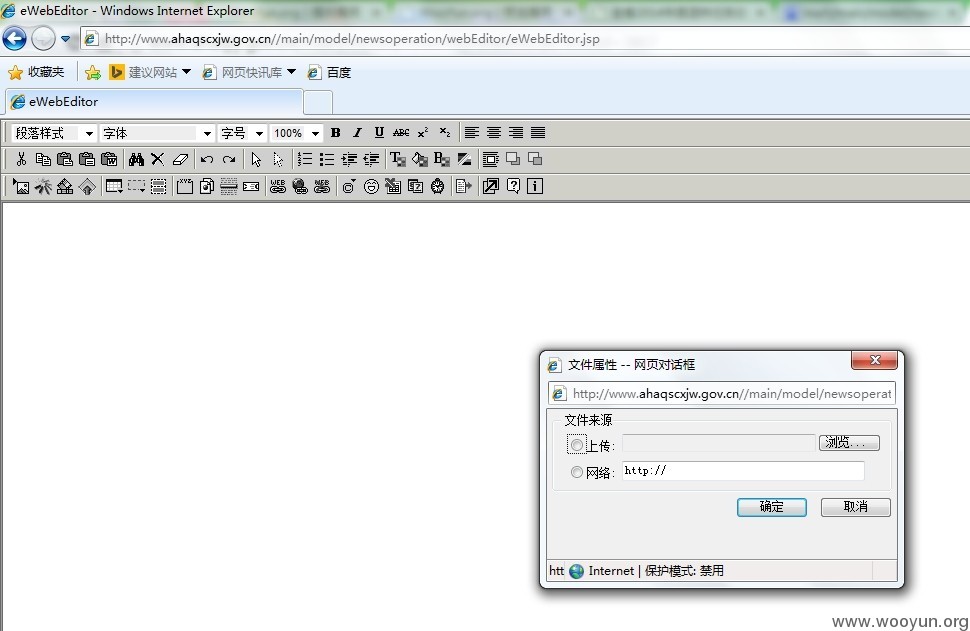 eWebEditor - Windows Internet Explorer
http://www.ahaqscxjw.gov.cn//main/model/newsoperation/webEditor/eWebEditor.jsp
收藏夹 建议网站 网页快讯库 百度
eWebEditor
段落样式 字体 字号 100% B I U ABC x² x₂
文件属性 -- 网页对话框
http://www.ahaqscxjw.gov.cn//main/model/newsoperat
文件来源
上传: 浏览...
网络: http://
确定 取消
htt Internet | 保护模式: 禁用
www.wooyun.org